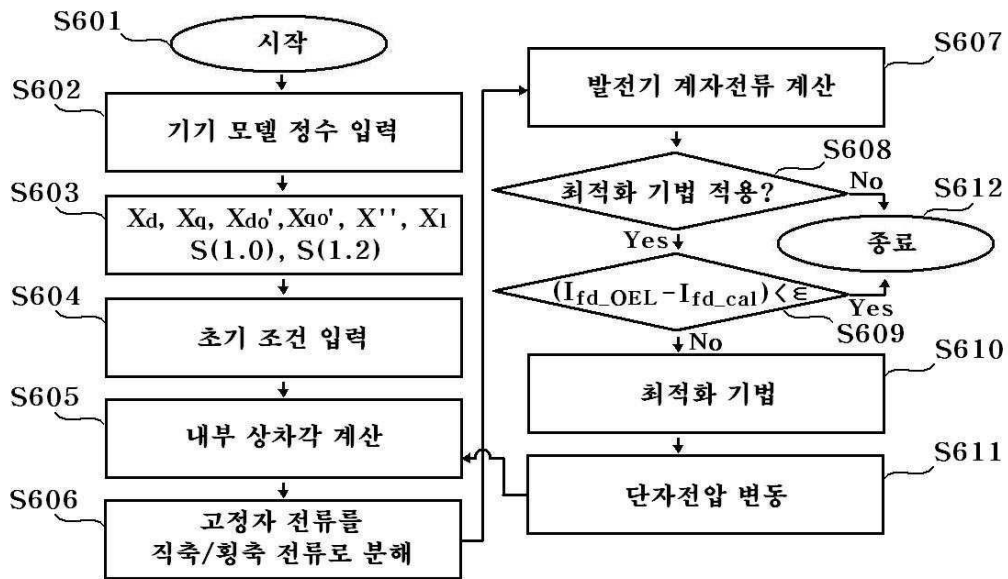 S601
시작
S602
기기 모델 정수 입력
S603
Xd, Xq, Xdo',Xqo', X'', Xl
S(1.0), S(1.2)
S604
초기 조건 입력
S605
내부 상차각 계산
S606
고정자 전류를
직축/횡축 전류로 분해
S607
발전기 계자전류 계산
S608
최적화 기법 적용?
No
Yes
S612
종료
(Ifd_OEL-Ifd_cal)<ε
Yes
S609
No
S610
최적화 기법
S611
단자전압 변동